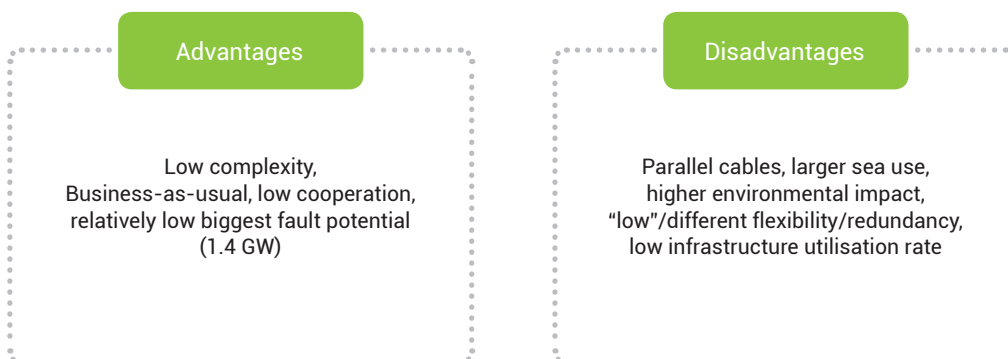 Advantages
Low complexity,
Business-as-usual, low cooperation,
relatively low biggest fault potential
(1.4 GW)
Disadvantages
Parallel cables, larger sea use,
higher environmental impact,
“low”/different flexibility/redundancy,
low infrastructure utilisation rate